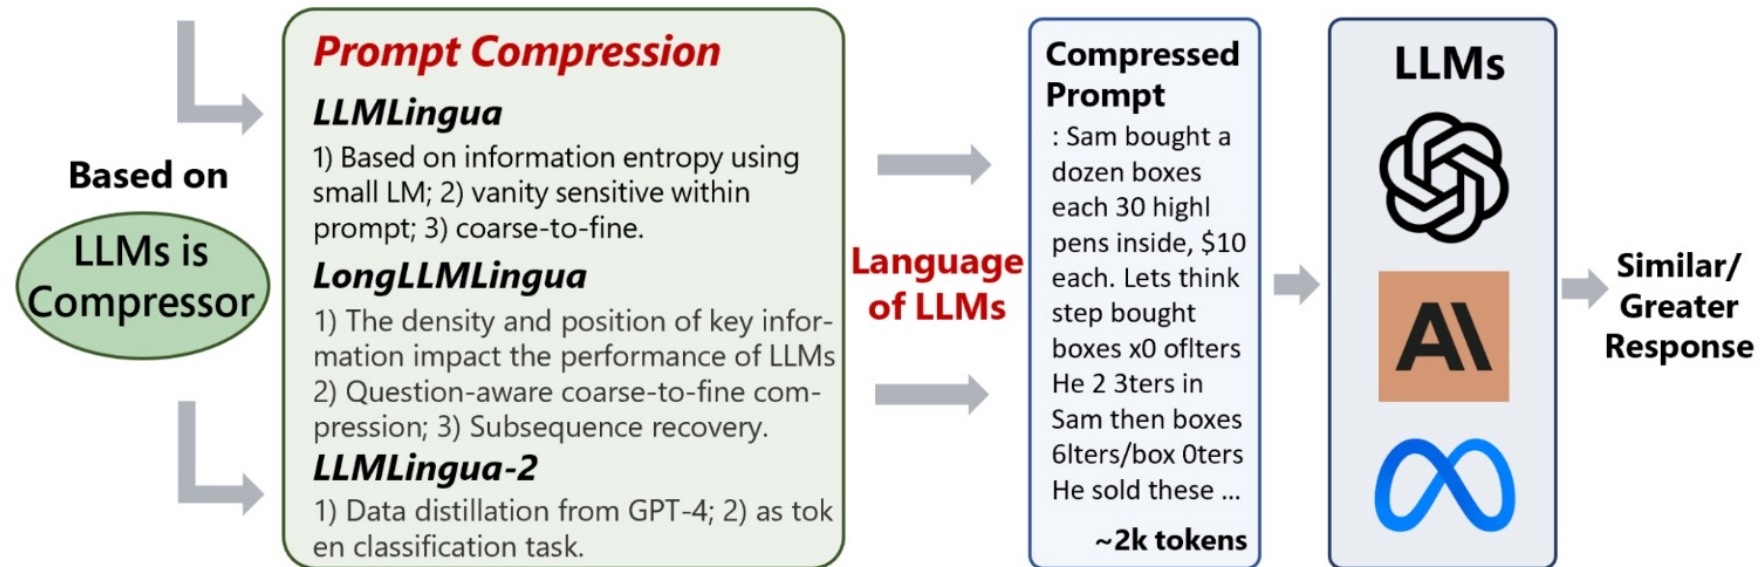 Based on
LLMs is
Compressor
Prompt Compression
LLMLingua
1) Based on information entropy using
small LM; 2) vanity sensitive within
prompt; 3) coarse-to-fine.
LongLLMLingua
1) The density and position of key infor-
mation impact the performance of LLMs
2) Question-aware coarse-to-fine com-
pression; 3) Subsequence recovery.
LLMLingua-2
1) Data distillation from GPT-4; 2) as tok
en classification task.
Language
of LLMs
Compressed
Prompt
: Sam bought a
dozen boxes
each 30 highl
pens inside, $10
each. Lets think
step bought
boxes x0 oflters
He 2 3ters in
Sam then boxes
6lters/box 0ters
He sold these ...
~2k tokens
LLMs
A\
Similar/
Greater
Response